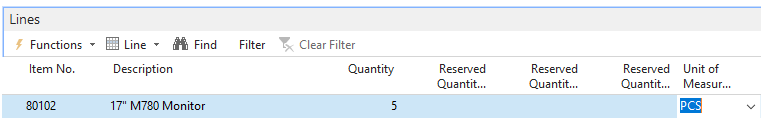 Lines
Functions Line Find Filter Clear Filter
Item No. Description Quantity Reserved Quantit... Reserved Quantit... Reserved Quantit... Unit of Measur...
80102 17" M780 Monitor 5 PCS